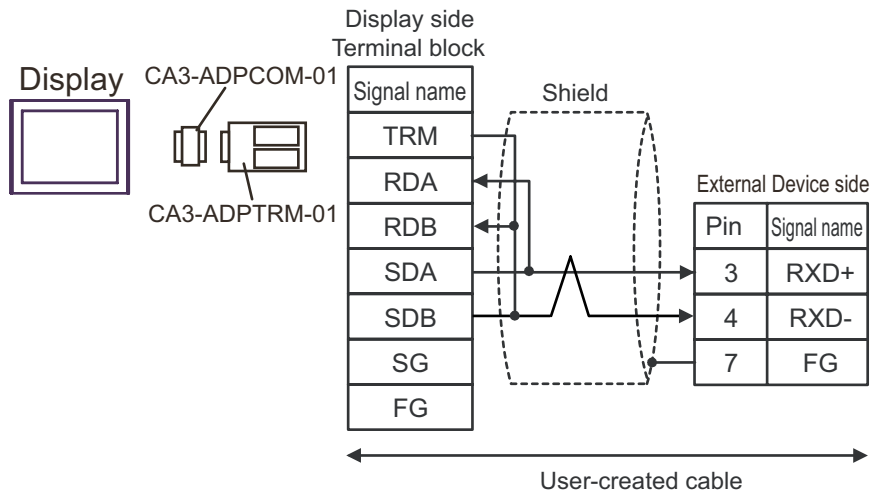 Display side
Terminal block
Display
CA3-ADPCOM-01
CA3-ADPTRM-01
Signal name
TRM
RDA
RDB
SDA
SDB
SG
FG
Shield
External Device side
Pin Signal name
3 RXD+
4 RXD-
7 FG
User-created cable